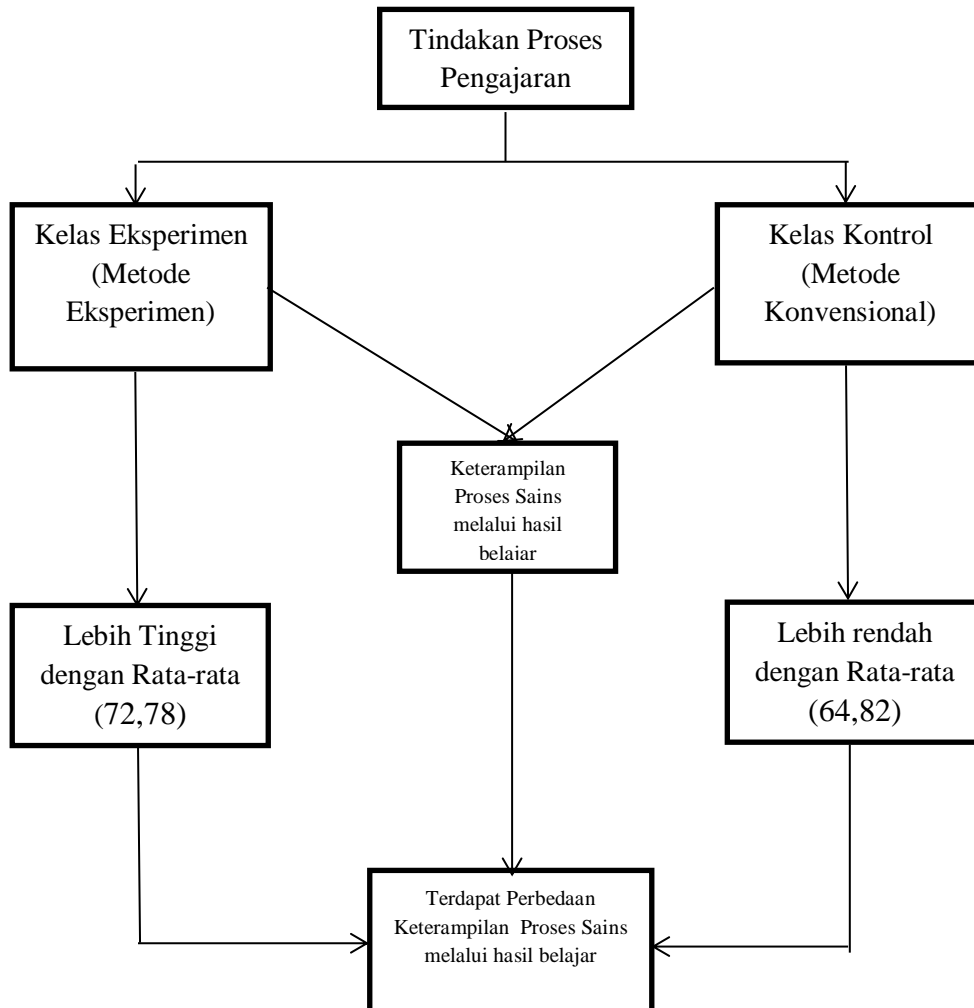 Tindakan Proses
Pengajaran
Kelas Eksperimen
(Metode
Eksperimen)
Kelas Kontrol
(Metode
Konvensional)
Keterampilan
Proses Sains
melalui hasil
belajar
Lebih Tinggi
dengan Rata-rata
(72,78)
Lebih rendah
dengan Rata-rata
(64,82)
Terdapat Perbedaan
Keterampilan Proses Sains
melalui hasil belajar